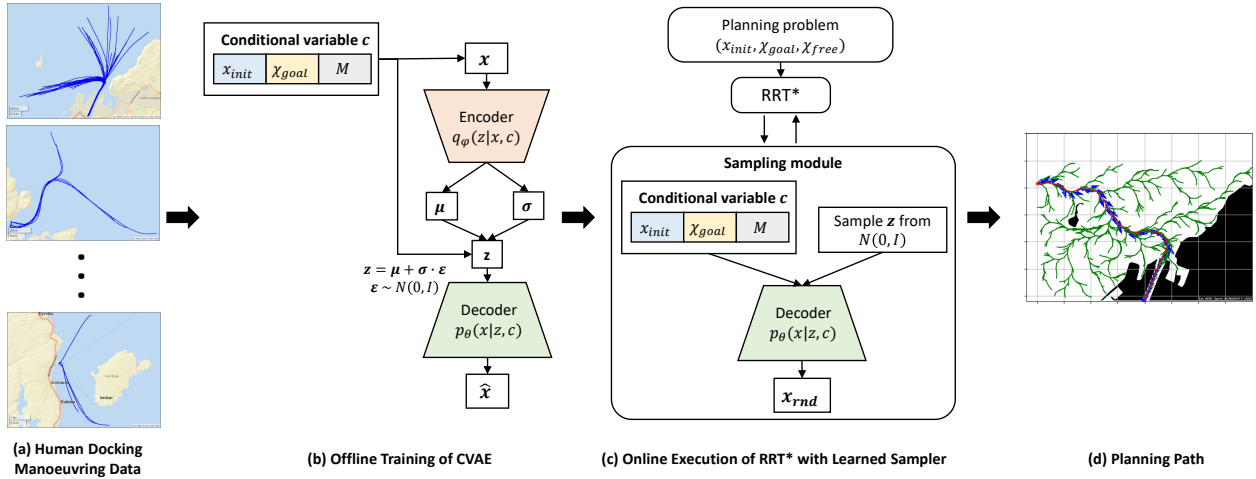 Conditional variable c
x_init χ_goal M
x
Encoder
q_φ(z|x, c)
μ σ
z
z = μ + σ · ε
ε ~ N(0, I)
Decoder
p_θ(x|z, c)
x̂
Planning problem
(x_init, χ_goal, χ_free)
RRT*
Sampling module
Conditional variable c
x_init χ_goal M
Sample z from
N(0, I)
Decoder
p_θ(x|z, c)
x_rnd
(a) Human Docking
Manoeuvring Data
(b) Offline Training of CVAE
(c) Online Execution of RRT* with Learned Sampler
(d) Planning Path